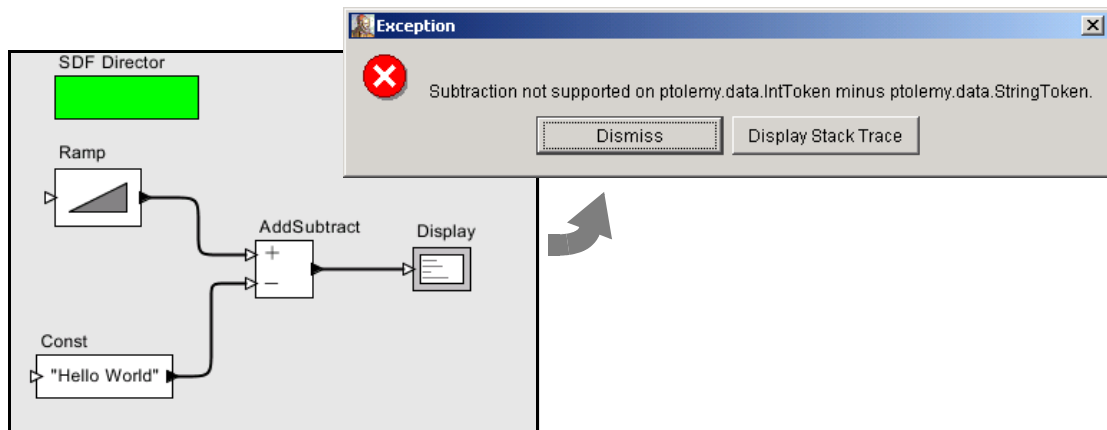 Exception
Subtraction not supported on ptolemy.data.IntToken minus ptolemy.data.StringToken.
Dismiss
Display Stack Trace
SDF Director
Ramp
AddSubtract
+
−
Display
Const
"Hello World"